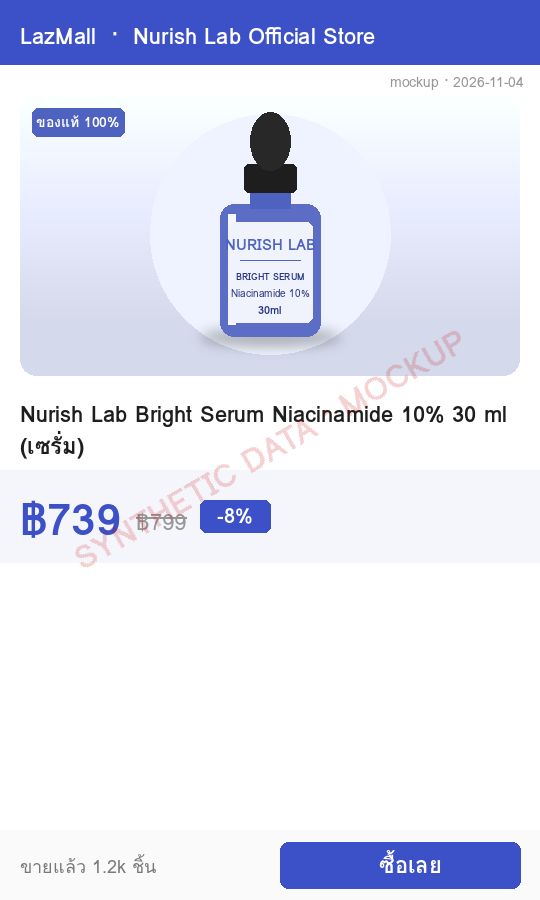 LazMall · Nurish Lab Official Store
mockup · 2026-11-04
ของแท้ 100%
NURISH LAB
BRIGHT SERUM
Niacinamide 10%
30ml
Nurish Lab Bright Serum Niacinamide 10% 30 ml
(เซรั่ม)
฿739 ฿799 -8%
SYNTHETIC DATA · MOCKUP
ขายแล้ว 1.2k ชิ้น
ซื้อเลย